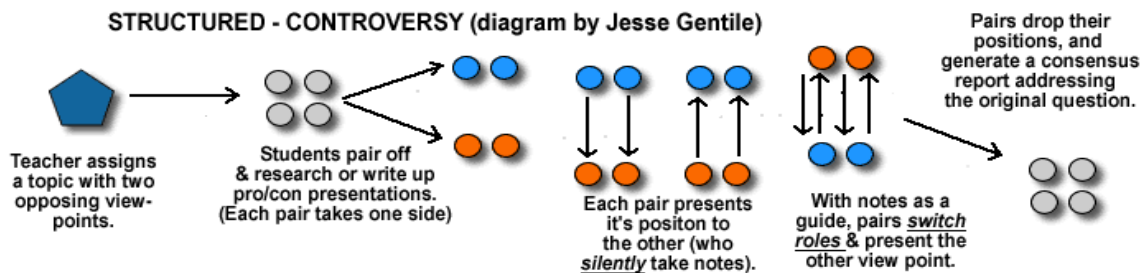 STRUCTURED - CONTROVERSY (diagram by Jesse Gentile)
Teacher assigns
a topic with two
opposing view-
points.
Students pair off
& research or write up
pro/con presentations.
(Each pair takes one side)
Each pair presents
it's positon to
the other (who
silently take notes).
With notes as a
guide, pairs switch
roles & present the
other view point.
Pairs drop their
positions, and
generate a consensus
report addressing
the original question.